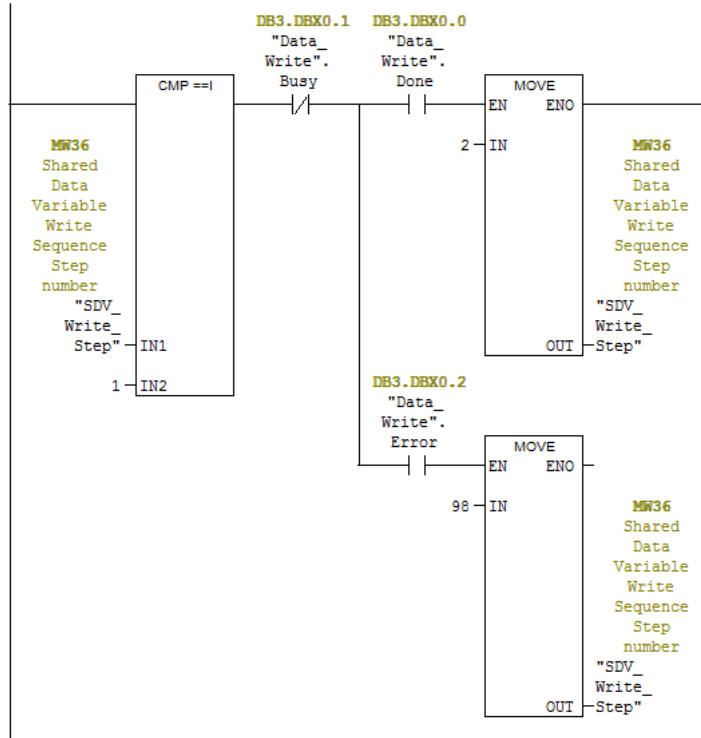 DB3.DBX0.1
"Data_
Write".
Busy
DB3.DBX0.0
"Data_
Write".
Done
CMP ==I
MOVE
EN ENO
MW36
Shared
Data
Variable
Write
Sequence
Step
number
"SDV_
Write_
Step"
IN1
1
IN2
2
IN
MW36
Shared
Data
Variable
Write
Sequence
Step
number
"SDV_
Write_
OUT
Step"
DB3.DBX0.2
"Data_
Write".
Error
MOVE
EN ENO
98
IN
MW36
Shared
Data
Variable
Write
Sequence
Step
number
"SDV_
Write_
OUT
Step"